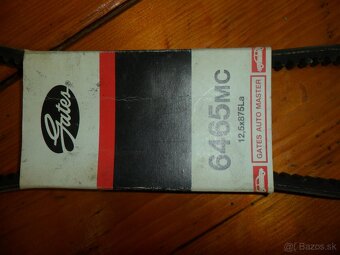 Gates
6465MC
12,5x875La
GATES AUTO MASTER
© Bazos.sk